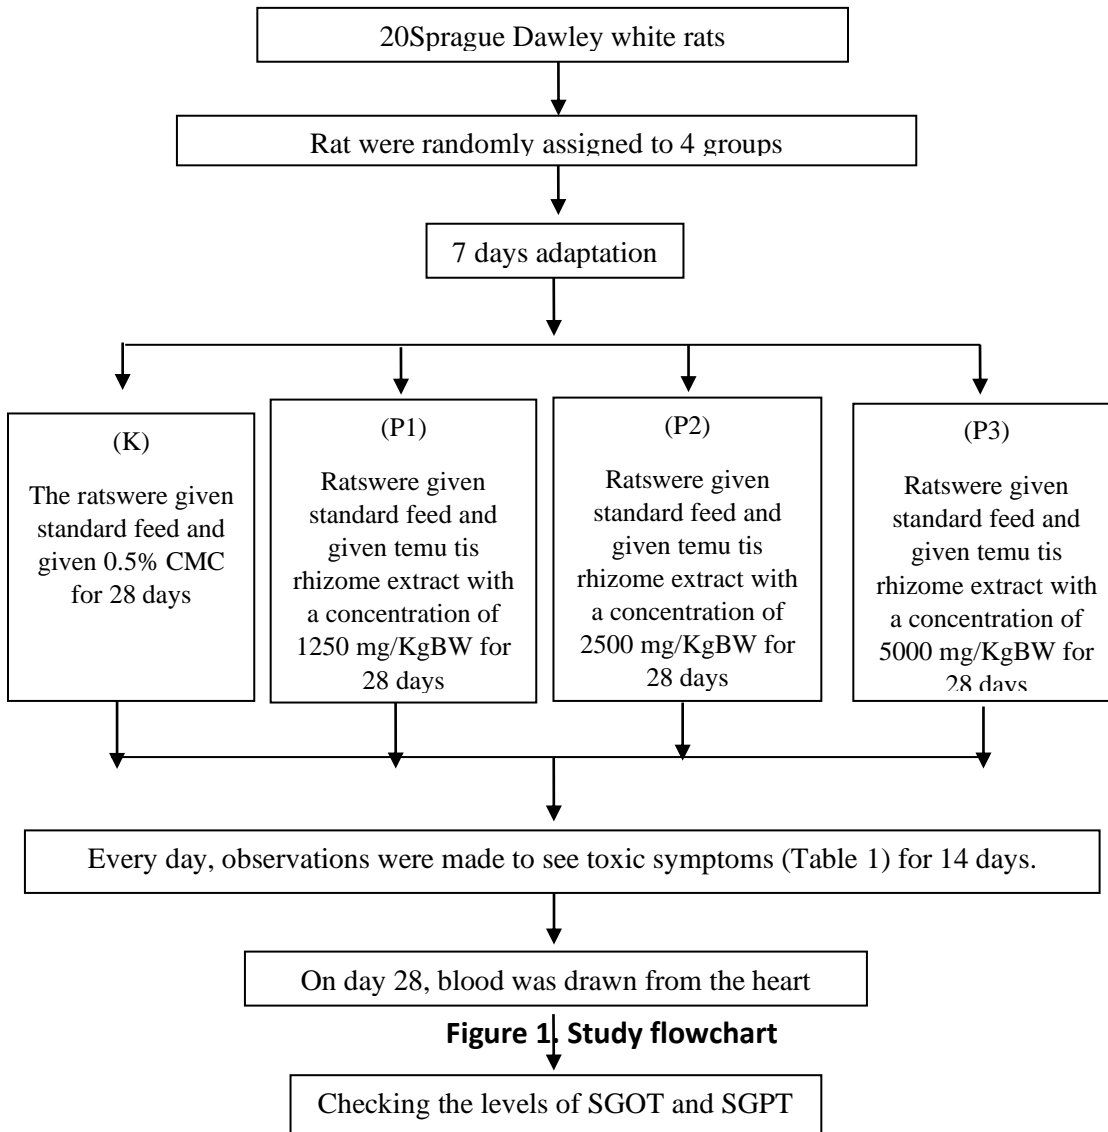 20Sprague Dawley white rats
Rat were randomly assigned to 4 groups
7 days adaptation
(K)
The ratswere given
standard feed and
given 0.5% CMC
for 28 days
(P1)
Ratswere given
standard feed and
given temu tis
rhizome extract with
a concentration of
1250 mg/KgBW for
28 days
(P2)
Ratswere given
standard feed and
given temu tis
rhizome extract with
a concentration of
2500 mg/KgBW for
28 days
(P3)
Ratswere given
standard feed and
given temu tis
rhizome extract with
a concentration of
5000 mg/KgBW for
28 days
Every day, observations were made to see toxic symptoms (Table 1) for 14 days.
On day 28, blood was drawn from the heart
Figure 1. Study flowchart
Checking the levels of SGOT and SGPT